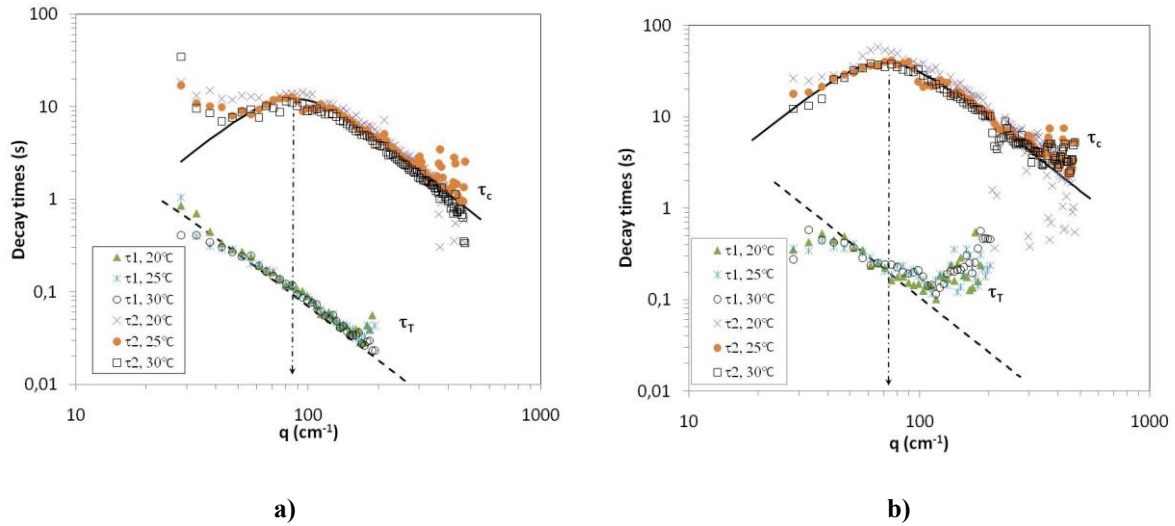 100
10
1
0,1
0,01
Decay times (s)
τc
τT
τ1, 20℃
τ1, 25℃
τ1, 30℃
τ2, 20℃
τ2, 25℃
τ2, 30℃
10
100
1000
q (cm⁻¹)
a)
100
10
1
0,1
0,01
Decay times (s)
τc
τT
τ1, 20℃
τ1, 25℃
τ1, 30℃
τ2, 20℃
τ2, 25℃
τ2, 30℃
10
100
1000
q (cm⁻¹)
b)